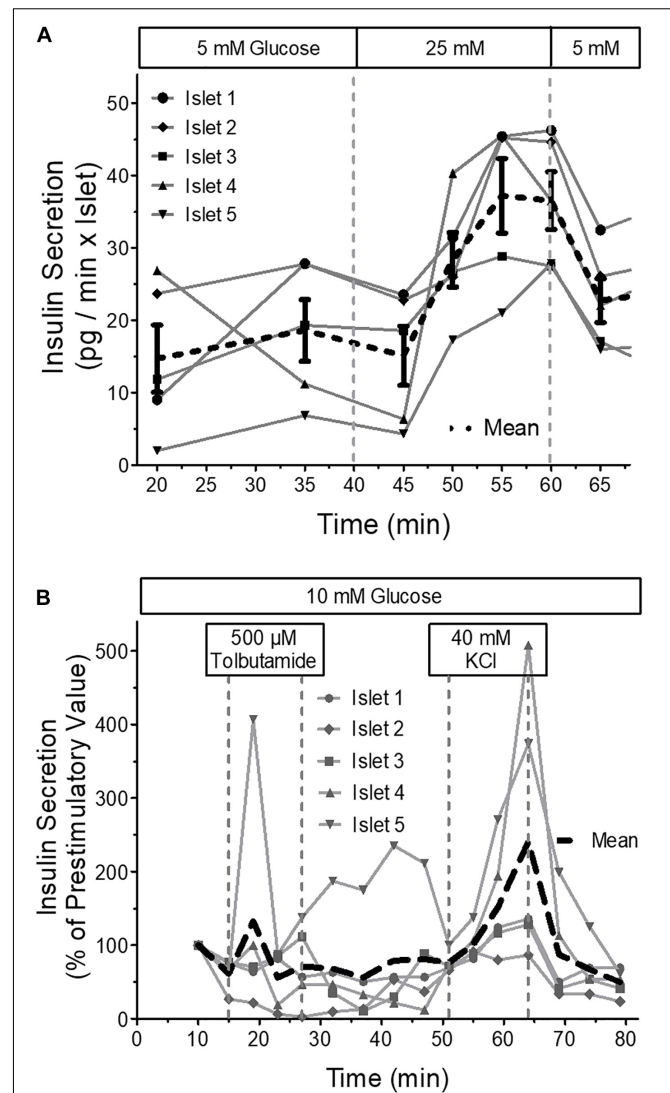 A
5 mM Glucose 25 mM 5 mM
Insulin Secretion
(pg / min x Islet)
50
40
30
20
10
0
Islet 1
Islet 2
Islet 3
Islet 4
Islet 5
Mean
20 25 30 35 40 45 50 55 60 65
Time (min)
B
10 mM Glucose
500 µM
Tolbutamide
40 mM
KCl
Insulin Secretion
(% of Prestimulatory Value)
500
400
300
200
100
0
Islet 1
Islet 2
Islet 3
Islet 4
Islet 5
Mean
0 10 20 30 40 50 60 70 80
Time (min)